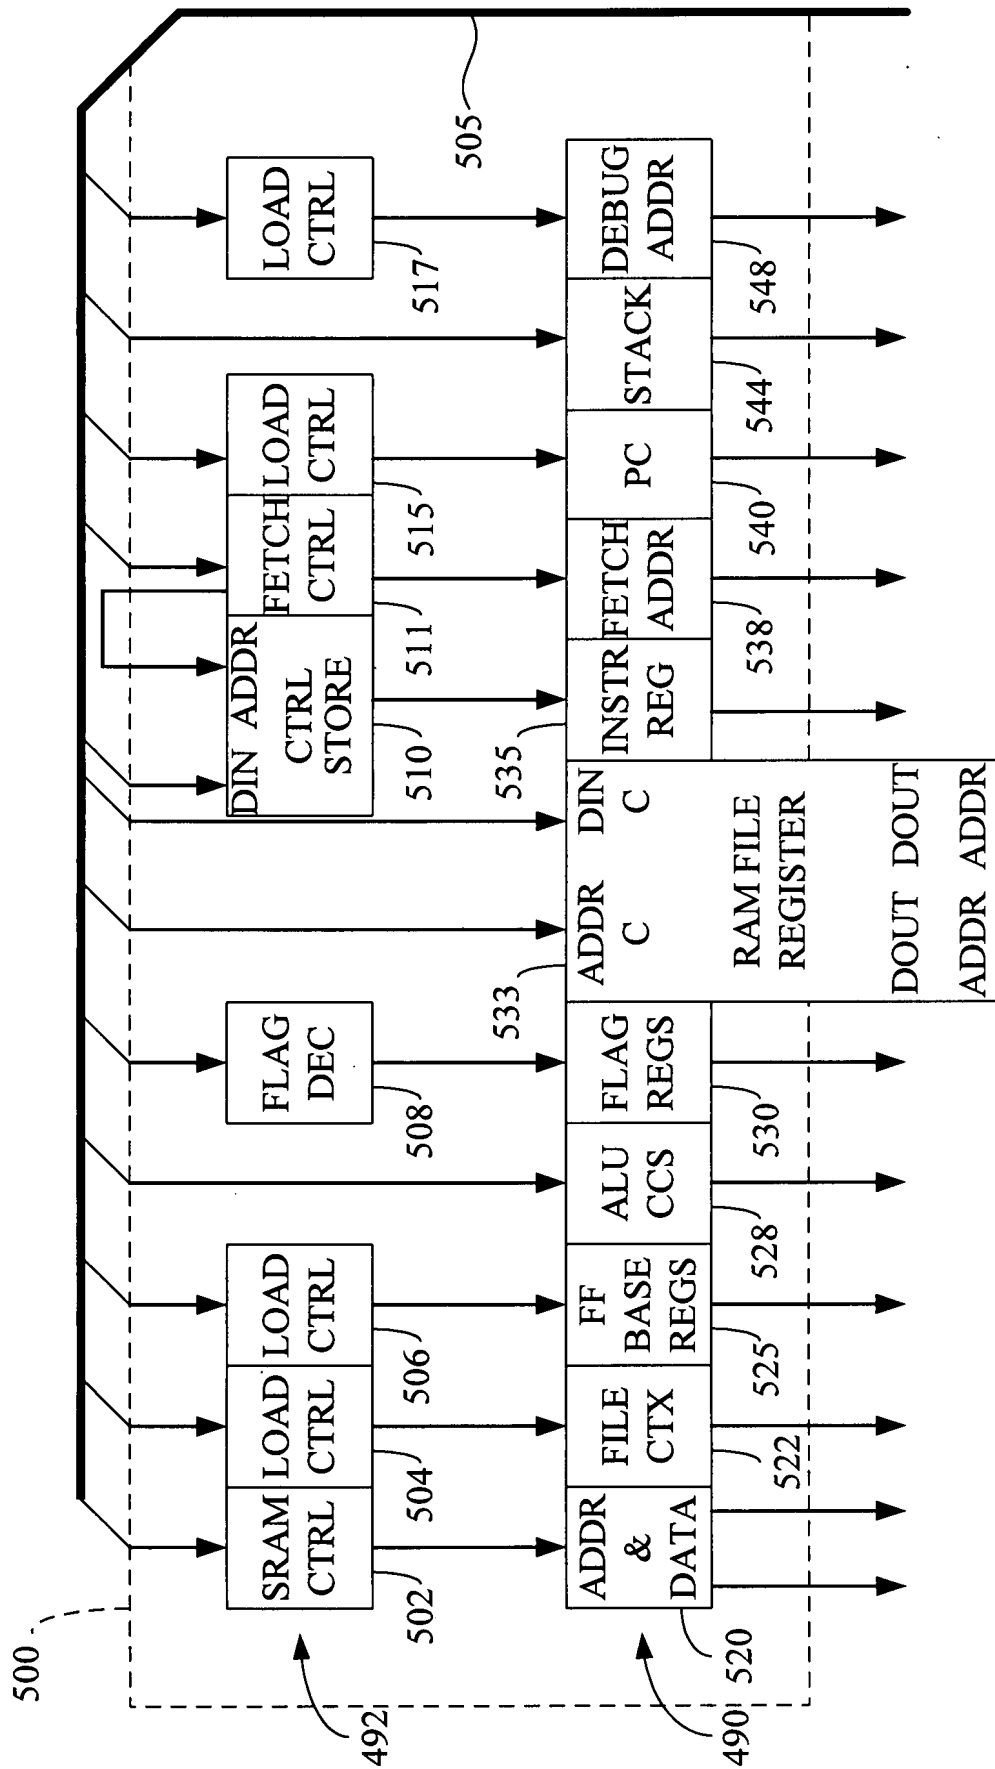 500
492
490
SRAM
CTRL
502
LOAD
CTRL
504
LOAD
CTRL
506
FLAG
DEC
508
DIN ADDR
CTRL
STORE
510
FETCH
CTRL
511
LOAD
CTRL
515
LOAD
CTRL
517
505
ADDR
&
DATA
520
FILE
CTX
522
FF
BASE
REGS
525
ALU
CCS
528
FLAG
REGS
530
533
ADDR DIN
C C
RAM FILE
REGISTER
DOUT DOUT
ADDR ADDR
535
INSTR
REG
FETCH
ADDR
538
PC
540
STACK
544
DEBUG
ADDR
548